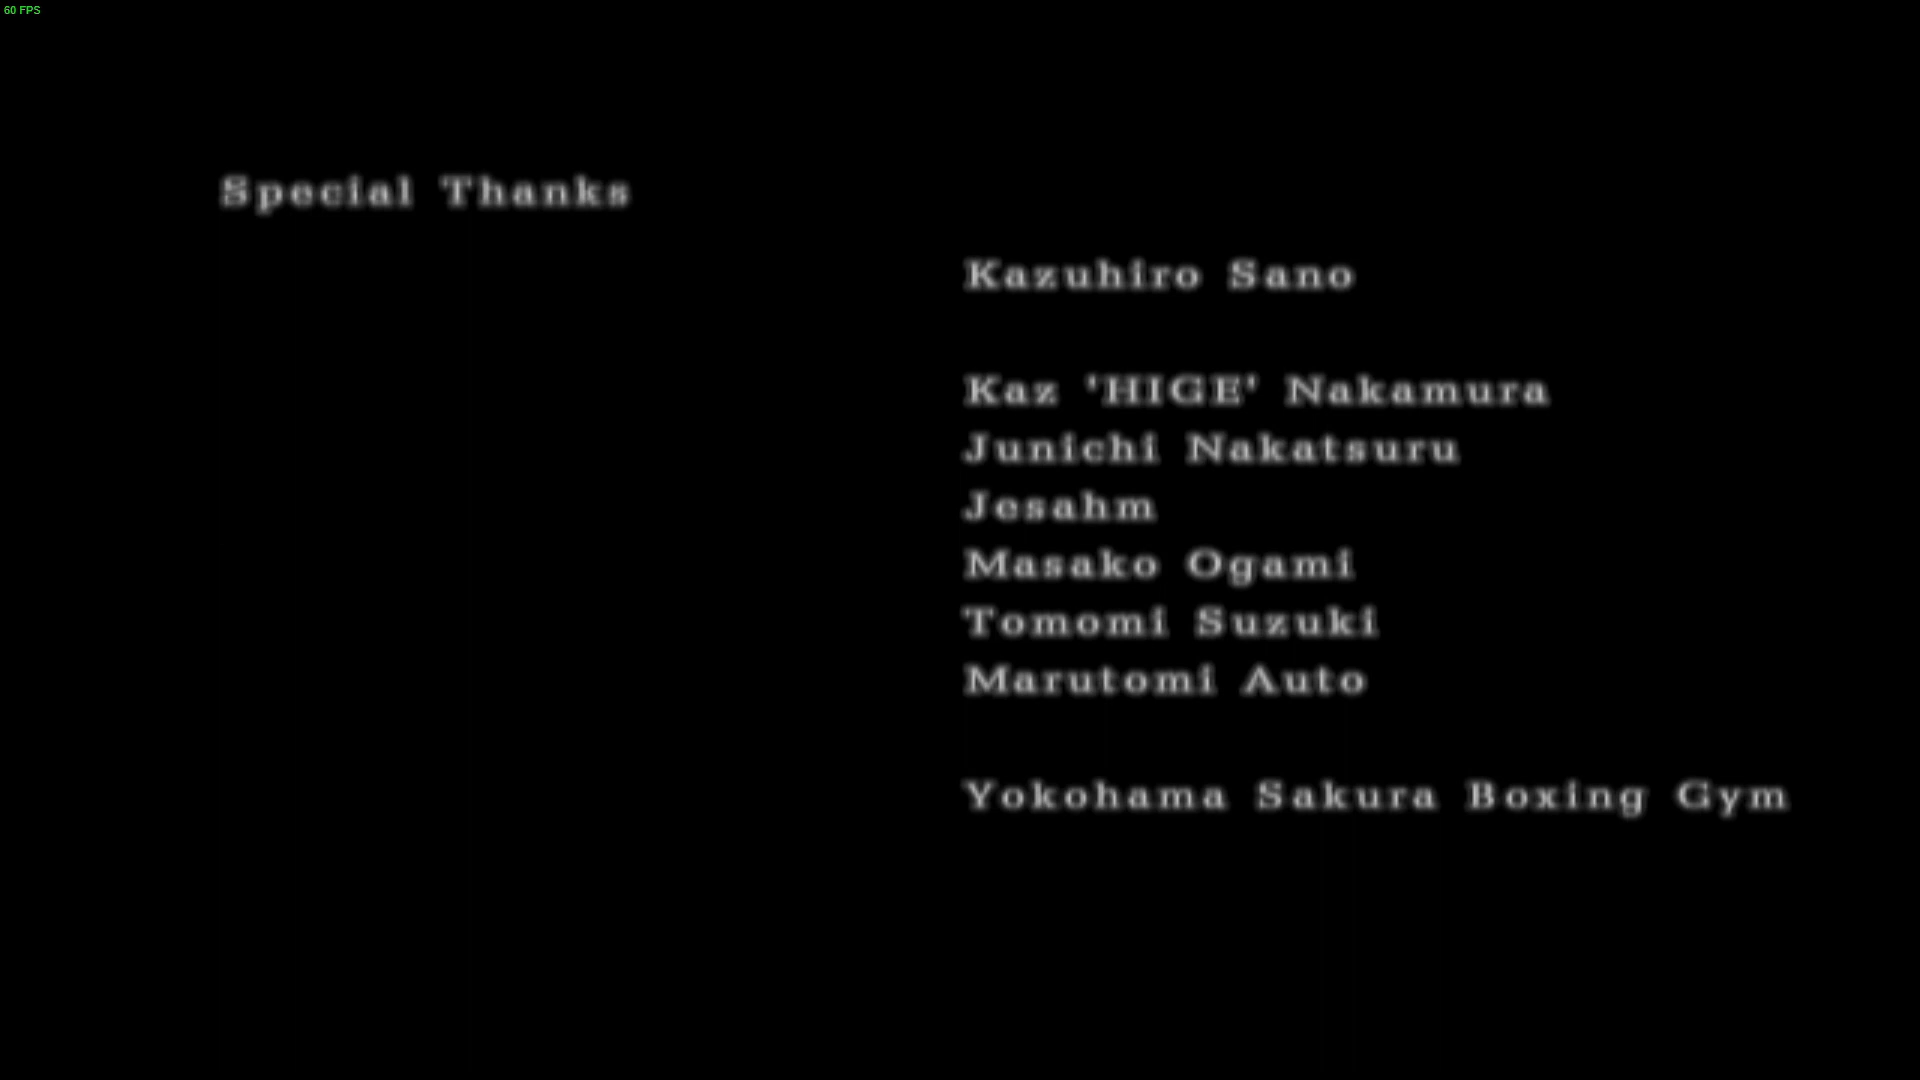 60 FPS
Special Thanks
Kazuhiro Sano
Kaz 'HIGE' Nakamura
Junichi Nakatsuru
Jesahm
Masako Ogami
Tomomi Suzuki
Marutomi Auto
Yokohama Sakura Boxing Gym